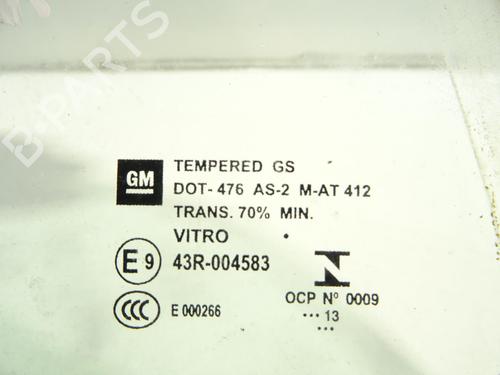 B-PARTS
GM
TEMPERED GS
DOT- 476 AS-2 M-AT 412
TRANS. 70% MIN.
VITRO
E 9 43R-004583
CCC E 000266
N
OCP Nº 0009
··· 13
···